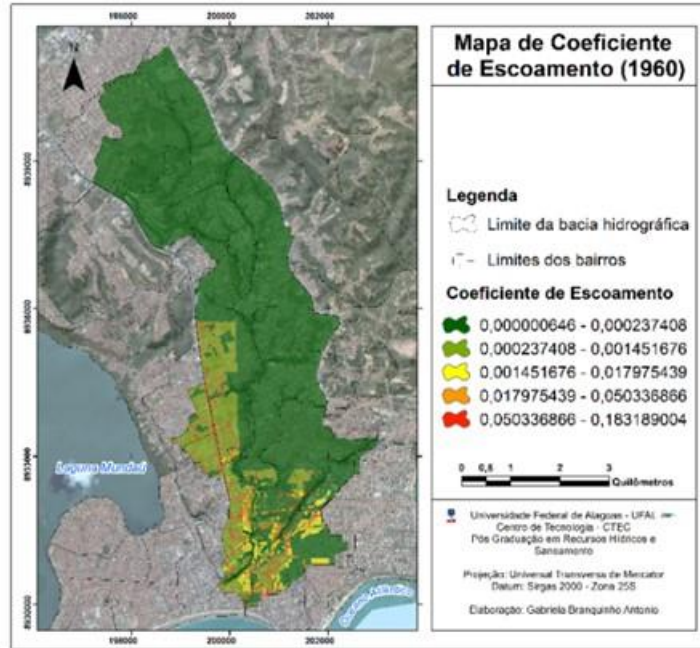 198000 200000 202000
Mapa de Coeficiente
de Escoamento (1960)
N
8939000
8936000
8933000
8930000
Laguna Mundaú
Oceano Atlântico
198000 200000 202000
Legenda
Limite da bacia hidrográfica
Limites dos bairros
Coeficiente de Escoamento
0,000000646 - 0,000237408
0,000237408 - 0,001451676
0,001451676 - 0,017975439
0,017975439 - 0,050336866
0,050336866 - 0,183189004
0 0,5 1 2 3
Quilômetros
Universidade Federal de Alagoas - UFAL
Centro de Tecnologia - CTEC
Pós Graduação em Recursos Hídricos e
Saneamento
Projeção: Universal Transversa de Mercator
Datum: Sirgas 2000 - Zona 25S
Elaboração: Gabriela Branquinho Antonio